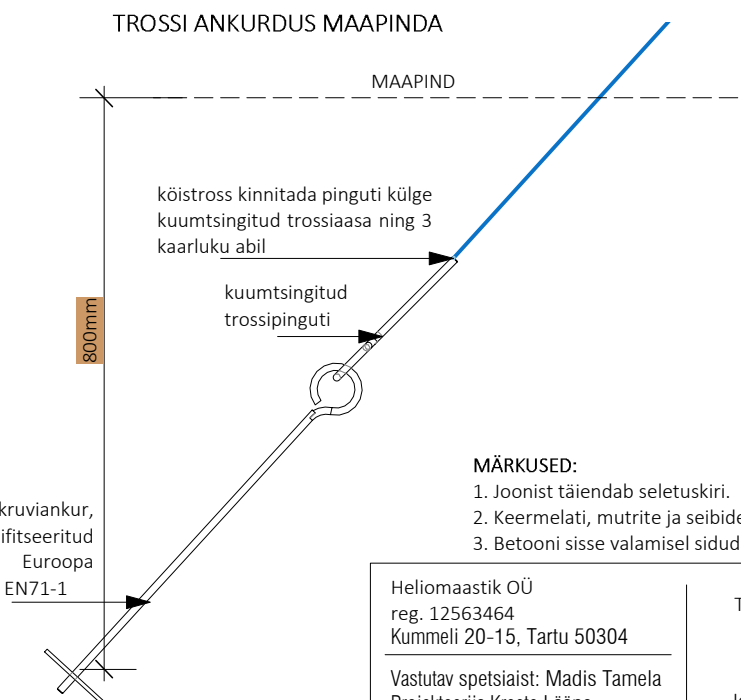 TROSSI ANKURDUS MAAPINDA
MAAPIND
köistross kinnitada pinguti külge
kuumtsingitud trossiaasa ning 3
kaarluku abil
kuumtsingitud
trossipinguti
800mm
kruviankur,
ifitseeritud
Euroopa
EN71-1
MÄRKUSED:
1. Joonist täiendab seletuskiri.
2. Keermelati, mutrite ja seibide
3. Betooni sisse valamisel sidud
Heliomaastik OÜ
reg. 12563464
Kummeli 20-15, Tartu 50304
Vastutav spetsiaist: Madis Tamela